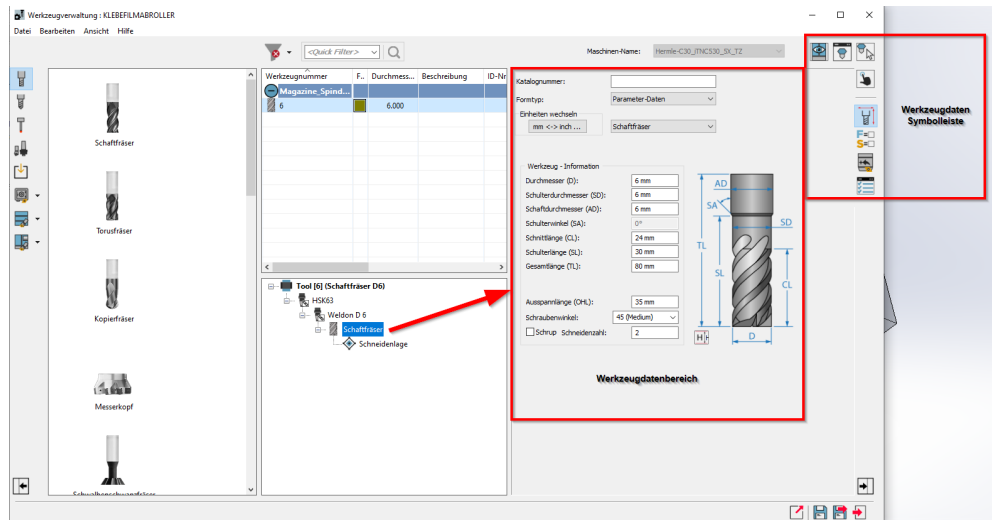 Werkzeugverwaltung : KLEBEFILMABROLLER
Datei Bearbeiten Ansicht Hilfe
<Quick Filter>
Maschinen-Name: Hermle-C30_iTNC530_5X_TZ
Werkzeugnummer F.. Durchmess... Beschreibung ID-Nr
Magazine_Spind...
6 6.000
Schaftfräser
Torusfräser
Kopierfräser
Messerkopf
Schwalbenschwanzfräser
Tool [6] (Schaftfräser D6)
HSK63
Weldon D 6
Schaftfräser
Schneidenlage
Katalognummer:
Formtyp: Parameter-Daten
Einheiten wechseln
mm <-> inch ... Schaftfräser
Werkzeug - Information
Durchmesser (D): 6 mm
Schulterdurchmesser (SD): 6 mm
Schaftdurchmesser (AD): 6 mm
Schulterwinkel (SA): 0°
Schnittlänge (CL): 24 mm
Schulterlänge (SL): 30 mm
Gesamtlänge (TL): 80 mm
Ausspannlänge (OHL): 35 mm
Schraubenwinkel: 45 (Medium)
Schrup Schneidenzahl: 2
AD
SA
SD
TL
SL
CL
H
D
Werkzeugdatenbereich
F=
S=
Werkzeugdaten
Symbolleiste